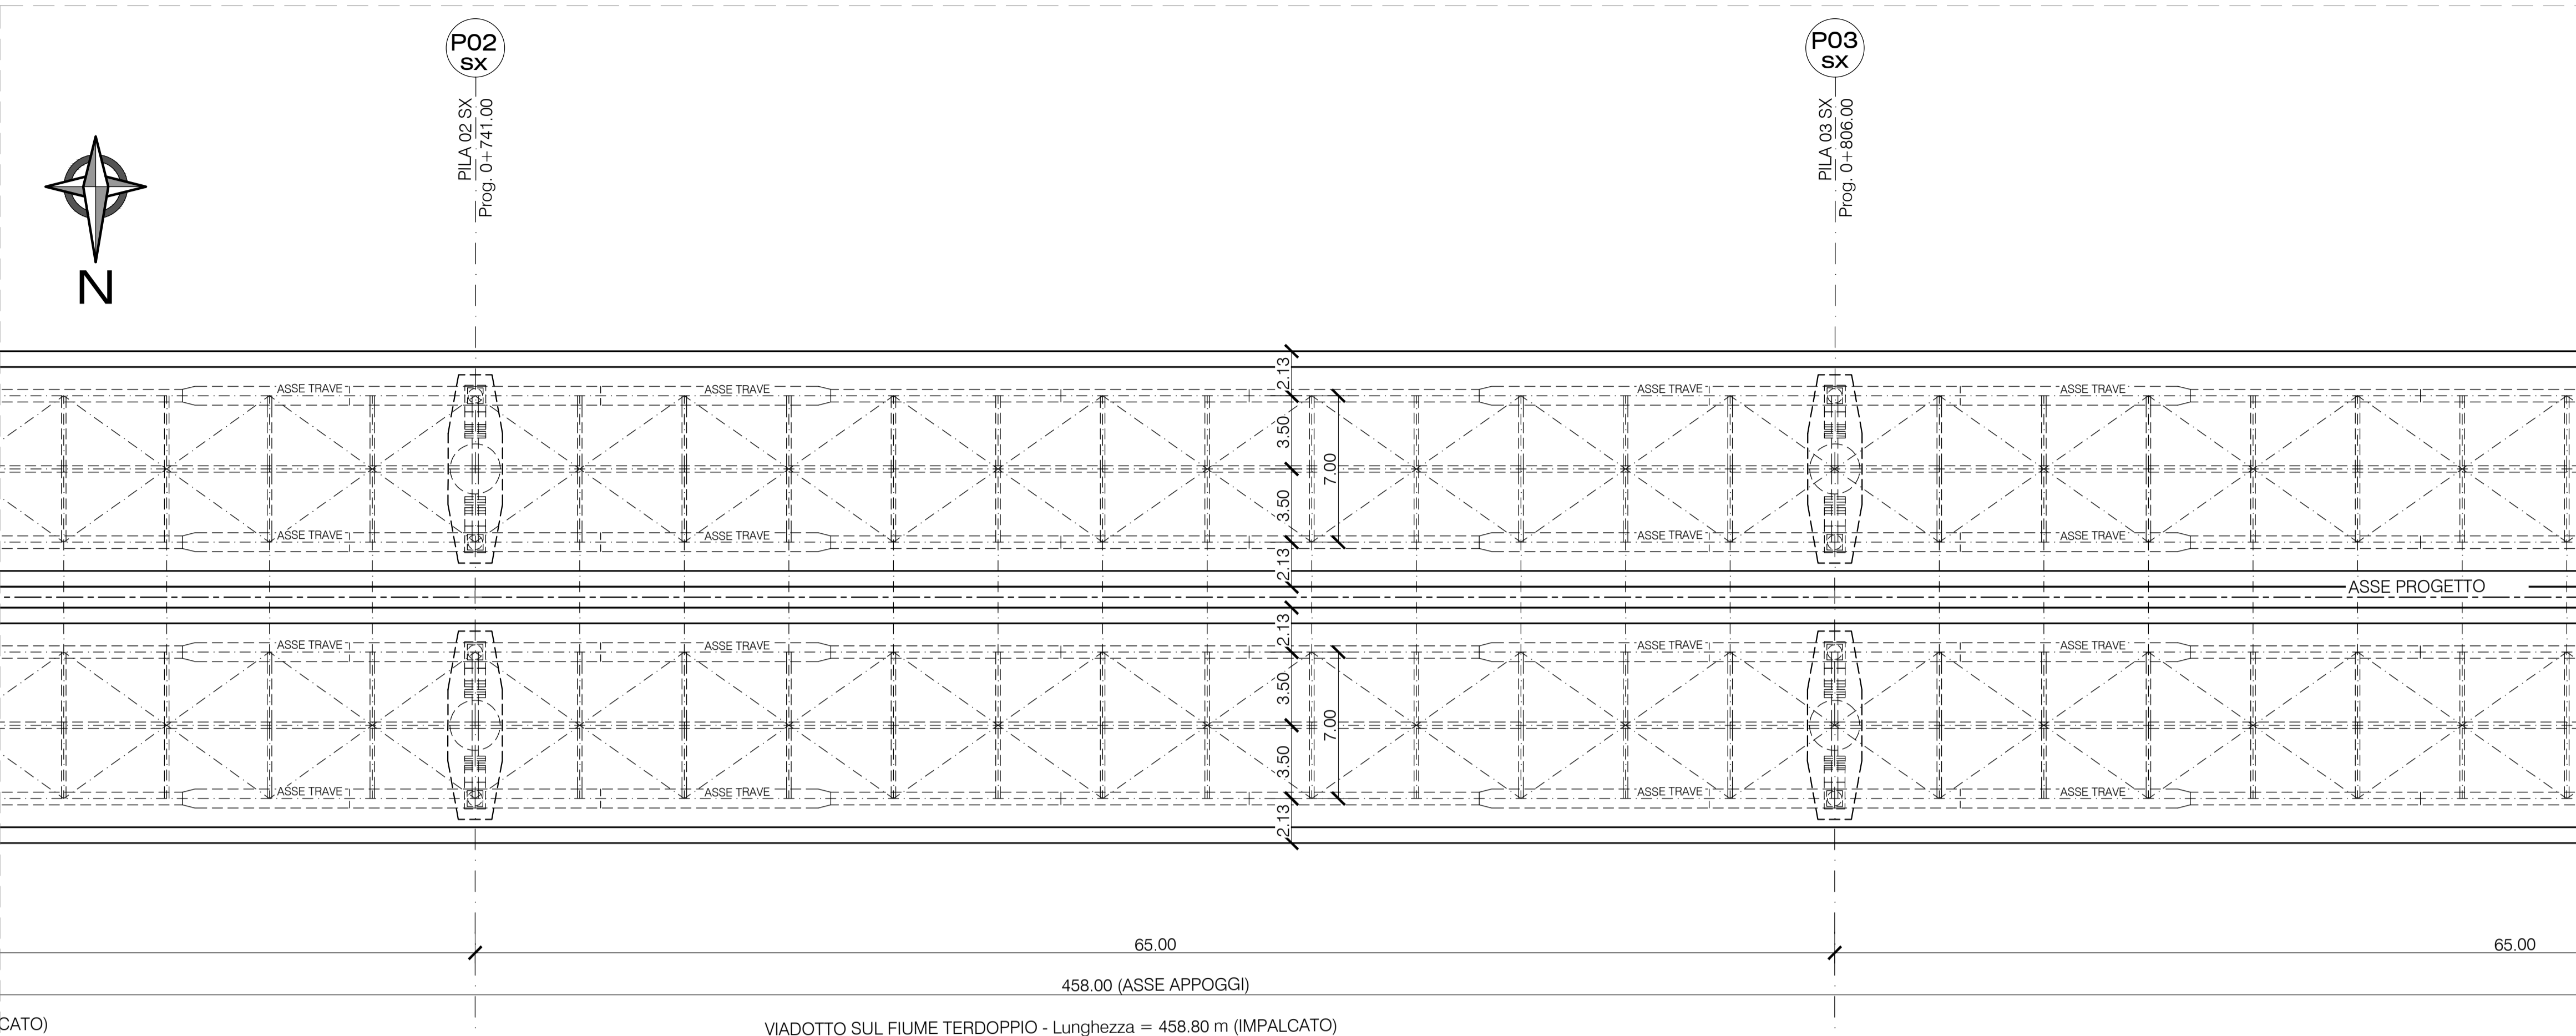 P02
SX
P03
SX
PILA 02 SX
Prog. 0+741.00
PILA 03 SX
Prog. 0+806.00
N
2.13
ASSE TRAVE
ASSE TRAVE
ASSE TRAVE
ASSE TRAVE
3.50
7.00
3.50
ASSE TRAVE
ASSE TRAVE
ASSE TRAVE
ASSE TRAVE
2.13
ASSE PROGETTO
2.13
ASSE TRAVE
ASSE TRAVE
ASSE TRAVE
ASSE TRAVE
3.50
7.00
3.50
ASSE TRAVE
ASSE TRAVE
ASSE TRAVE
ASSE TRAVE
2.13
65.00
65.00
458.00 (ASSE APPOGGI)
CATO)
VIADOTTO SUL FIUME TERDOPPIO - Lunghezza = 458.80 m (IMPALCATO)